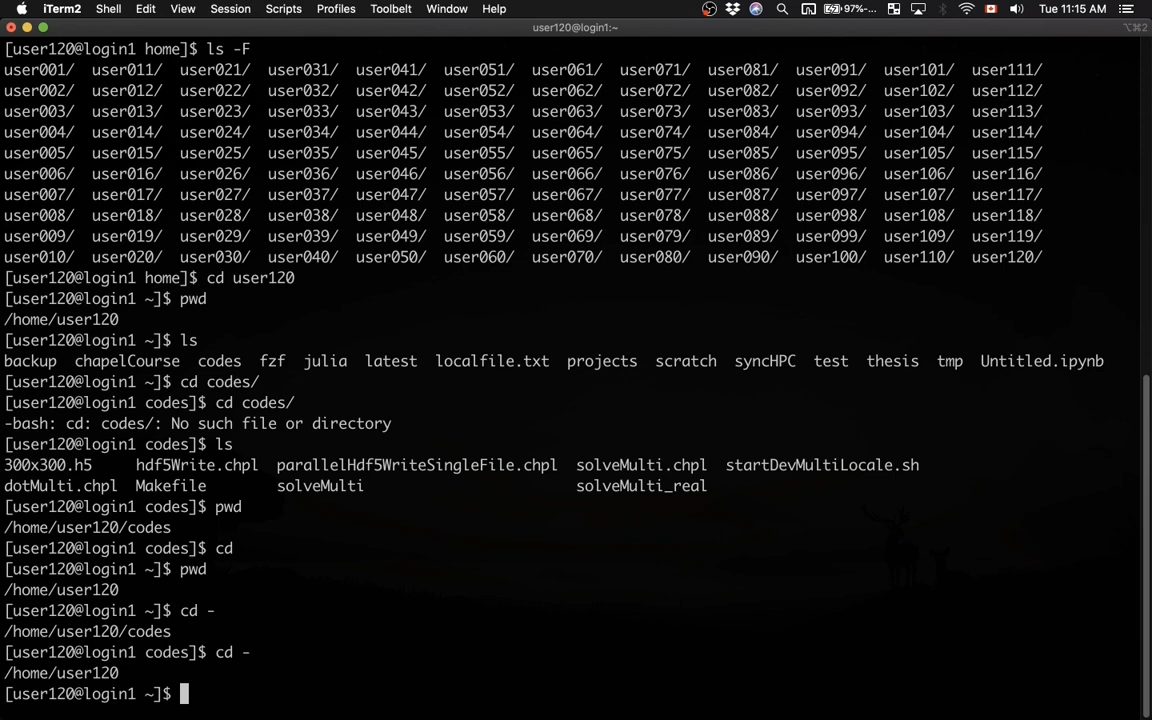 iTerm2 Shell Edit View Session Scripts Profiles Toolbelt Window Help 97% Tue 11:15 AM
user120@login1:~ ⌥⌘2
[user120@login1 home]$ ls -F
user001/ user011/ user021/ user031/ user041/ user051/ user061/ user071/ user081/ user091/ user101/ user111/
user002/ user012/ user022/ user032/ user042/ user052/ user062/ user072/ user082/ user092/ user102/ user112/
user003/ user013/ user023/ user033/ user043/ user053/ user063/ user073/ user083/ user093/ user103/ user113/
user004/ user014/ user024/ user034/ user044/ user054/ user064/ user074/ user084/ user094/ user104/ user114/
user005/ user015/ user025/ user035/ user045/ user055/ user065/ user075/ user085/ user095/ user105/ user115/
user006/ user016/ user026/ user036/ user046/ user056/ user066/ user076/ user086/ user096/ user106/ user116/
user007/ user017/ user027/ user037/ user047/ user057/ user067/ user077/ user087/ user097/ user107/ user117/
user008/ user018/ user028/ user038/ user048/ user058/ user068/ user078/ user088/ user098/ user108/ user118/
user009/ user019/ user029/ user039/ user049/ user059/ user069/ user079/ user089/ user099/ user109/ user119/
user010/ user020/ user030/ user040/ user050/ user060/ user070/ user080/ user090/ user100/ user110/ user120/
[user120@login1 home]$ cd user120
[user120@login1 ~]$ pwd
/home/user120
[user120@login1 ~]$ ls
backup chapelCourse codes fzf julia latest localfile.txt projects scratch syncHPC test thesis tmp Untitled.ipynb
[user120@login1 ~]$ cd codes/
[user120@login1 codes]$ cd codes/
-bash: cd: codes/: No such file or directory
[user120@login1 codes]$ ls
300x300.h5 hdf5Write.chpl parallelHdf5WriteSingleFile.chpl solveMulti.chpl startDevMultiLocale.sh
dotMulti.chpl Makefile solveMulti solveMulti_real
[user120@login1 codes]$ pwd
/home/user120/codes
[user120@login1 codes]$ cd
[user120@login1 ~]$ pwd
/home/user120
[user120@login1 ~]$ cd -
/home/user120/codes
[user120@login1 codes]$ cd -
/home/user120
[user120@login1 ~]$